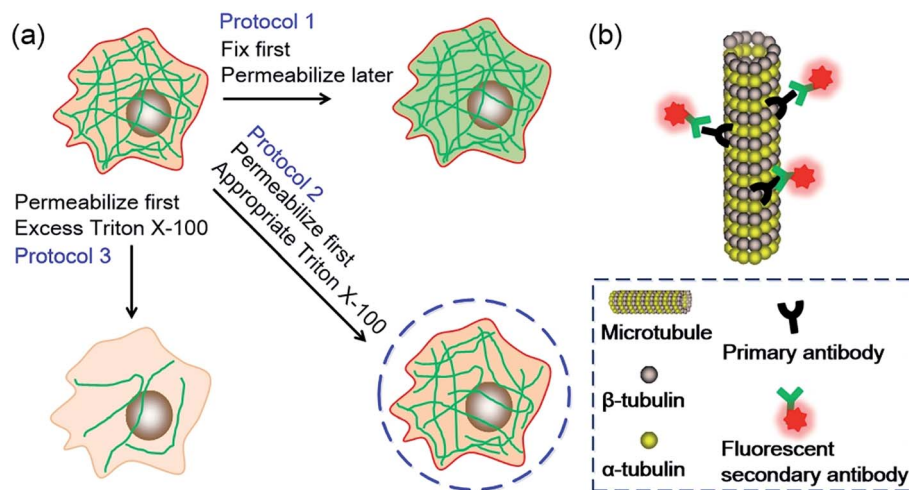 (a)
Protocol 1
Fix first
Permeabilize later
Protocol 2
Permeabilize first
Appropriate Triton X-100
Permeabilize first
Excess Triton X-100
Protocol 3
(b)
Microtubule
β-tubulin
α-tubulin
Primary antibody
Fluorescent
secondary antibody